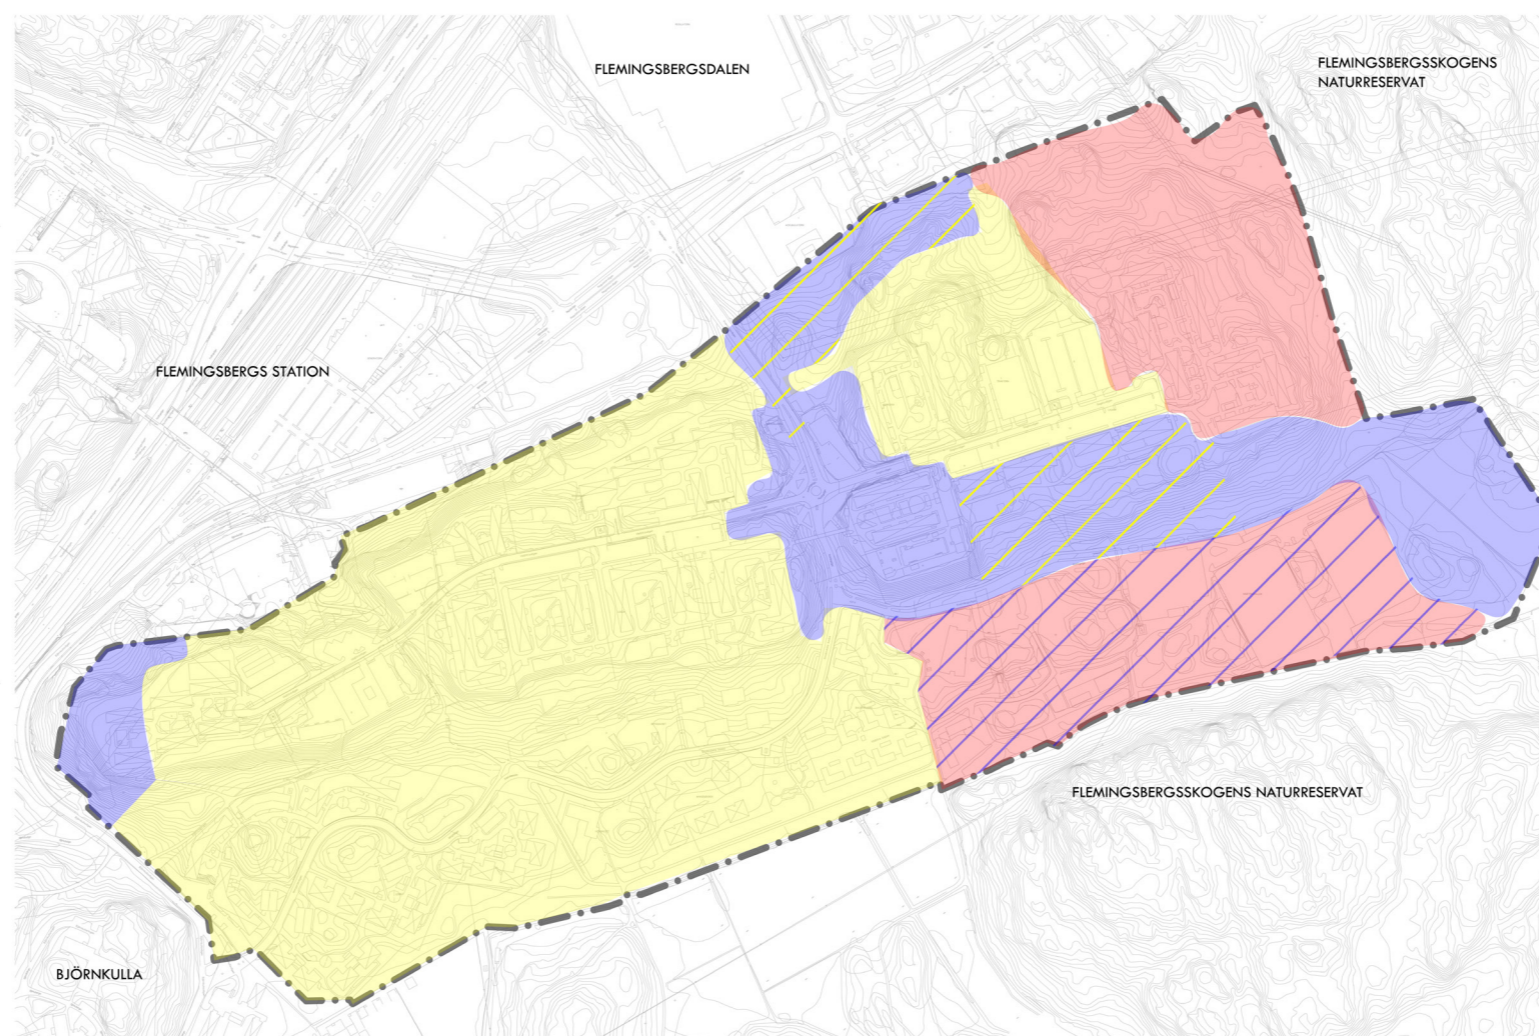 FLEMINGSBERGSDALEN
FLEMINGSBERGSSKOGENS
NATURRESERVAT
FLEMINGSBERGS STATION
FLEMINGSBERGSSKOGENS NATURRESERVAT
BJÖRNKULLA